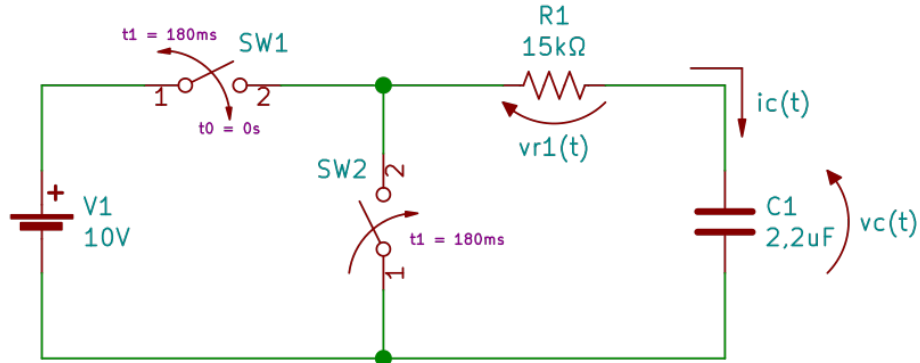 t1 = 180ms
SW1
1
2
t0 = 0s
R1
15kΩ
vr1(t)
ic(t)
SW2
2
1
t1 = 180ms
+
V1
10V
C1
2,2uF
vc(t)